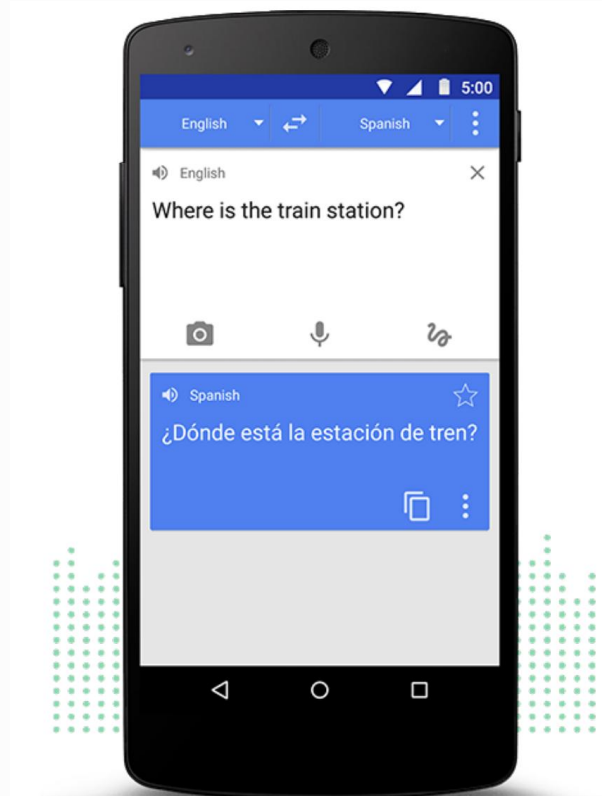 5:00
English Spanish
English
Where is the train station?
Spanish
¿Dónde está la estación de tren?